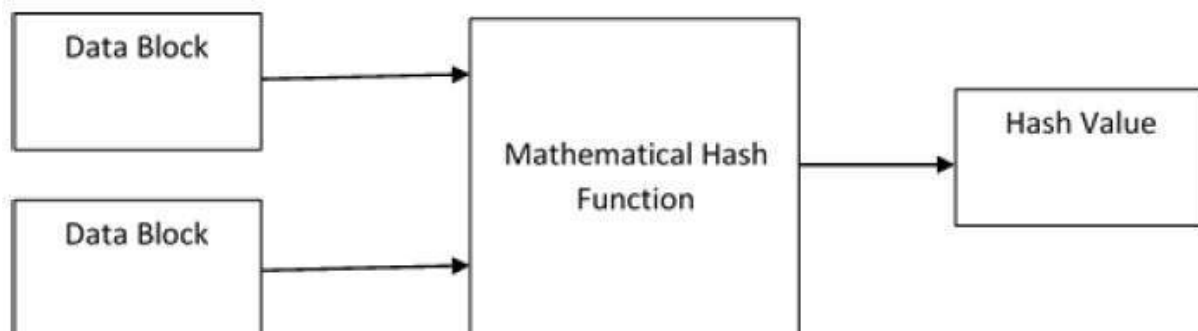 Data Block
Mathematical Hash
Function
Hash Value
Data Block